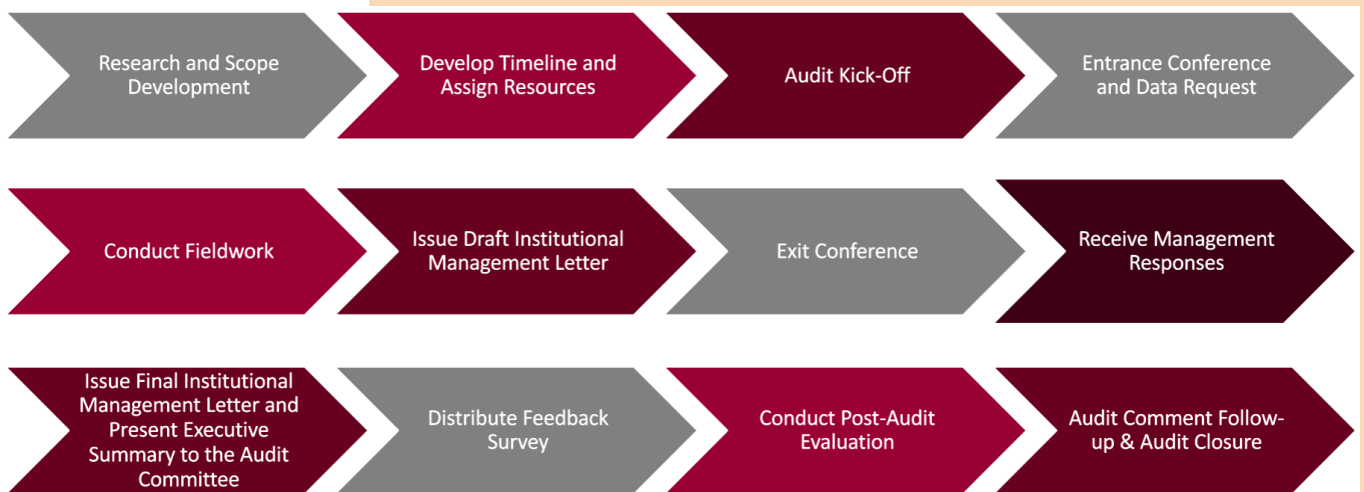 Research and Scope
Development
Develop Timeline and
Assign Resources
Audit Kick-Off
Entrance Conference
and Data Request
Conduct Fieldwork
Issue Draft Institutional
Management Letter
Exit Conference
Receive Management
Responses
Issue Final Institutional
Management Letter and
Present Executive
Summary to the Audit
Committee
Distribute Feedback
Survey
Conduct Post-Audit
Evaluation
Audit Comment Follow-
up & Audit Closure